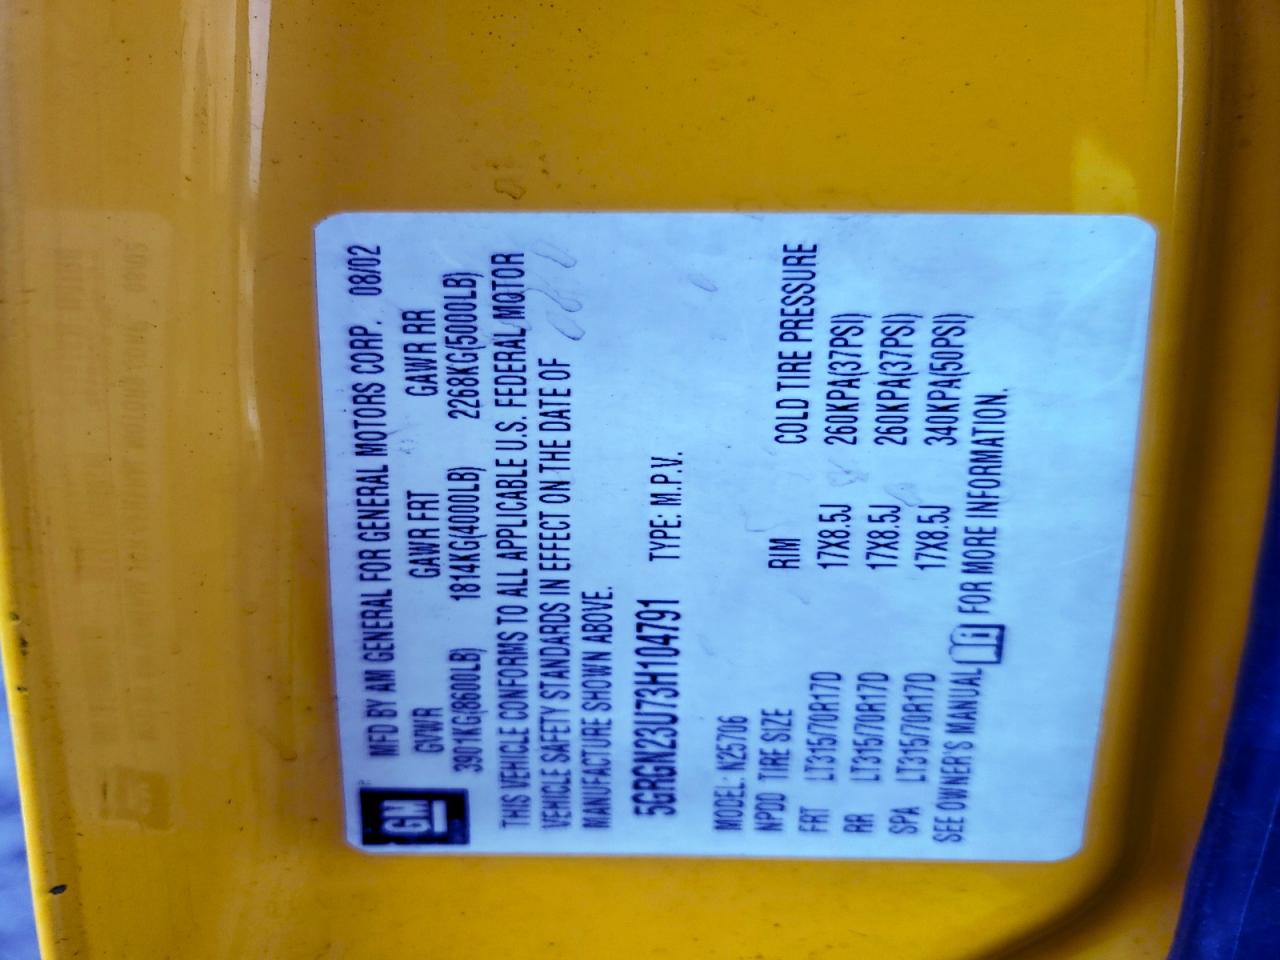 GM
MFD BY AM GENERAL FOR GENERAL MOTORS CORP. 08/02
GVWR GAWR FRT GAWR RR
3901KG(8600LB) 1814KG(4000LB) 2268KG(5000LB)
THIS VEHICLE CONFORMS TO ALL APPLICABLE U.S. FEDERAL MOTOR
VEHICLE SAFETY STANDARDS IN EFFECT ON THE DATE OF
MANUFACTURE SHOWN ABOVE.
5GRGN23U73H104791 TYPE: M.P.V.
MODEL: N25706
NPDD TIRE SIZE RIM COLD TIRE PRESSURE
FRT LT315/70R17D 17X8.5J 260KPA(37PSI)
RR LT315/70R17D 17X8.5J 260KPA(37PSI)
SPA LT315/70R17D 17X8.5J 340KPA(50PSI)
SEE OWNER'S MANUAL FOR MORE INFORMATION.